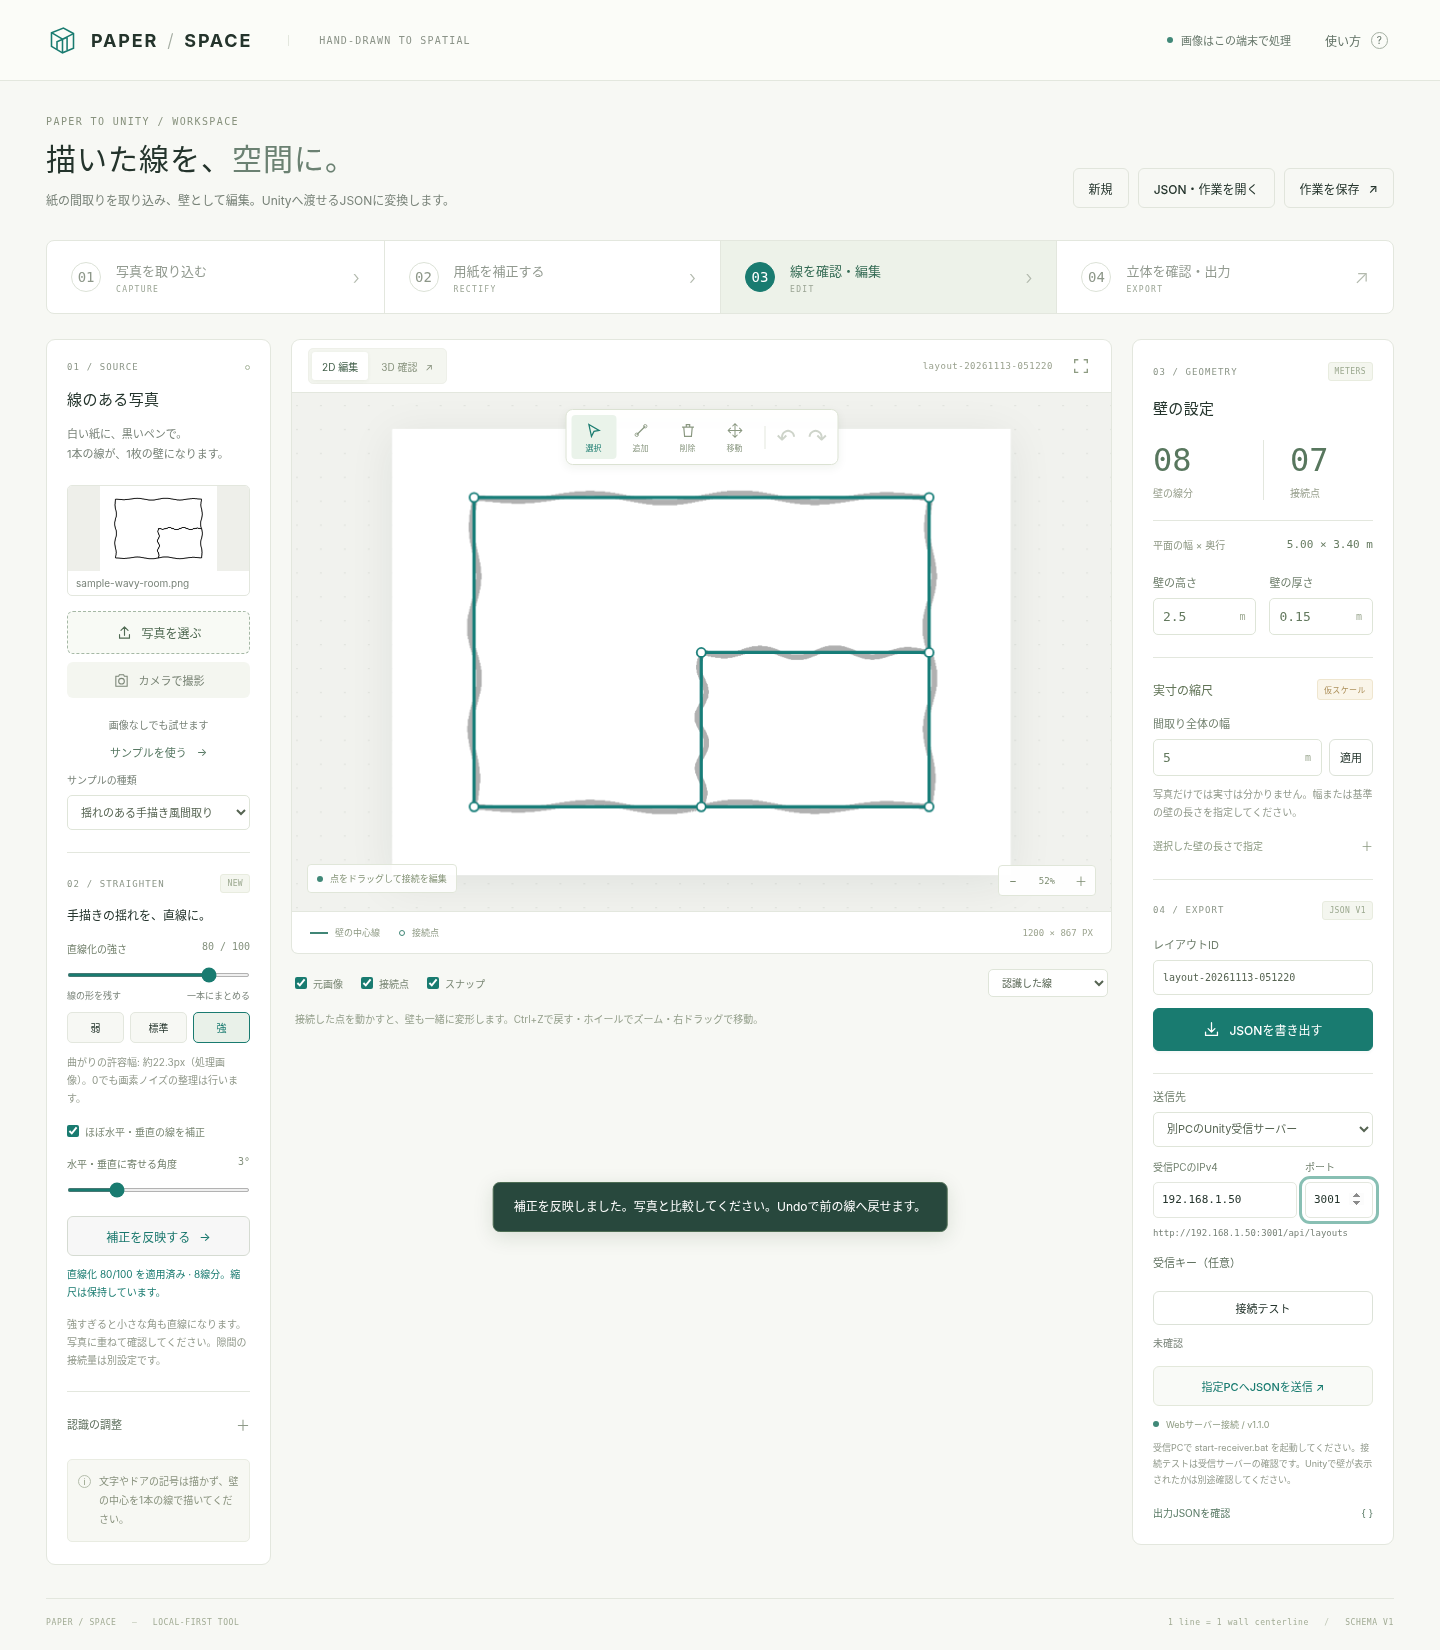 PAPER / SPACE
HAND-DRAWN TO SPATIAL
画像はこの端末で処理
使い方 ?
PAPER TO UNITY / WORKSPACE
描いた線を、空間に。
紙の間取りを取り込み、壁として編集。Unityへ渡せるJSONに変換します。
新規
JSON・作業を開く
作業を保存 ↗
01 写真を取り込む
CAPTURE
02 用紙を補正する
RECTIFY
03 線を確認・編集
EDIT
04 立体を確認・出力
EXPORT
01 / SOURCE
線のある写真
白い紙に、黒いペンで。
1本の線が、1枚の壁になります。
sample-wavy-room.png
写真を選ぶ
カメラで撮影
画像なしでも試せます
サンプルを使う →
サンプルの種類
揺れのある手描き風間取り
02 / STRAIGHTEN
NEW
手描きの揺れを、直線に。
直線化の強さ 80 / 100
線の形を残す 一本にまとめる
弱 標準 強
曲がりの許容幅: 約22.3px（処理画
像）。0でも画素ノイズの整理は行いま
す。
ほぼ水平・垂直の線を補正
水平・垂直に寄せる角度 3°
補正を反映する →
直線化 80/100 を適用済み · 8線分。縮
尺は保持しています。
強すぎると小さな角も直線になります。
写真に重ねて確認してください。隙間の
接続量は別設定です。
認識の調整 +
文字やドアの記号は描かず、壁
の中心を1本の線で描いてくだ
さい。
2D 編集
3D 確認 ↗
layout-20261113-051220
選択 追加 削除 移動
点をドラッグして接続を編集
− 52% +
壁の中心線 接続点
1200 × 867 PX
元画像 接続点 スナップ
認識した線
接続した点を動かすと、壁も一緒に変形します。Ctrl+Zで戻す・ホイールでズーム・右ドラッグで移動。
補正を反映しました。写真と比較してください。Undoで前の線へ戻せます。
03 / GEOMETRY
METERS
壁の設定
08 07
壁の線分 接続点
平面の幅 × 奥行 5.00 × 3.40 m
壁の高さ 壁の厚さ
2.5 m 0.15 m
実寸の縮尺
仮スケール
間取り全体の幅
5 m 適用
写真だけでは実寸は分かりません。幅または基準
の壁の長さを指定してください。
選択した壁の長さで指定 +
04 / EXPORT
JSON V1
レイアウトID
layout-20261113-051220
JSONを書き出す
送信先
別PCのUnity受信サーバー
受信PCのIPv4 ポート
192.168.1.50 3001
http://192.168.1.50:3001/api/layouts
受信キー（任意）
接続テスト
未確認
指定PCへJSONを送信 ↗
Webサーバー接続 / v1.1.0
受信PCで start-receiver.bat を起動してください。接
続テストは受信サーバーの確認です。Unityで壁が表示
されたかは別途確認してください。
出力JSONを確認 { }
PAPER / SPACE — LOCAL-FIRST TOOL
1 line = 1 wall centerline / SCHEMA V1